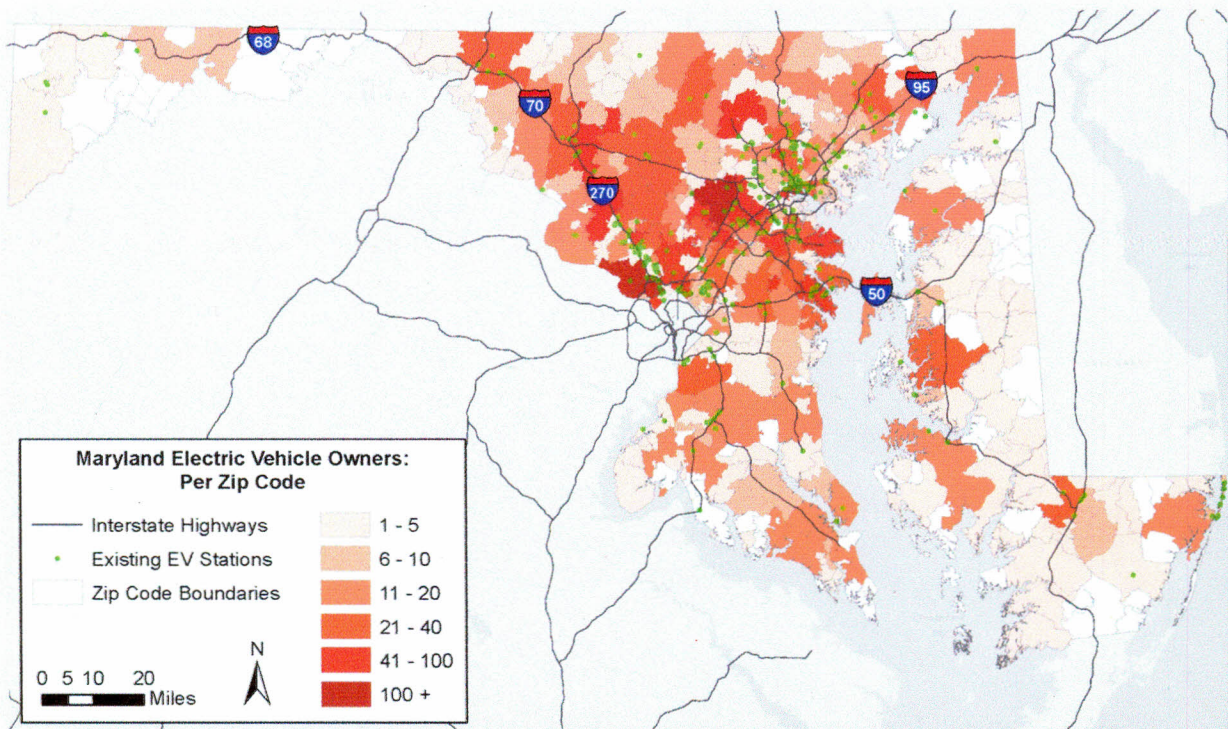 68
95
70
270
50
Maryland Electric Vehicle Owners:
Per Zip Code
Interstate Highways
Existing EV Stations
Zip Code Boundaries
1 - 5
6 - 10
11 - 20
21 - 40
41 - 100
100 +
N
0 5 10 20
Miles